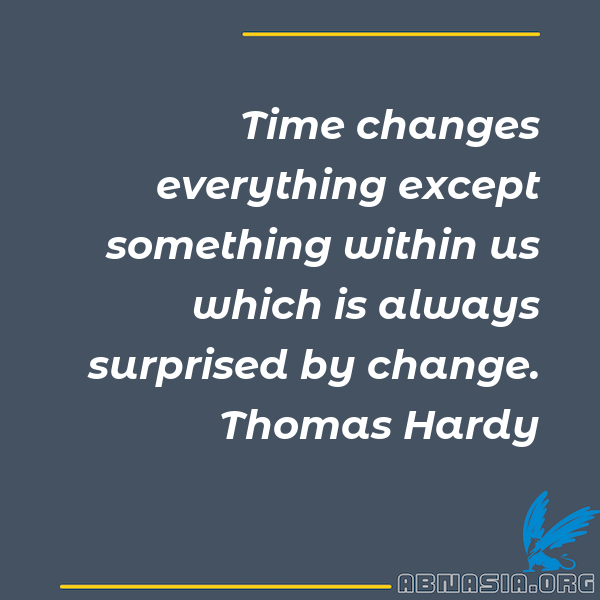 Time changes
everything except
something within us
which is always
surprised by change.
Thomas Hardy
ABNASIA.ORG